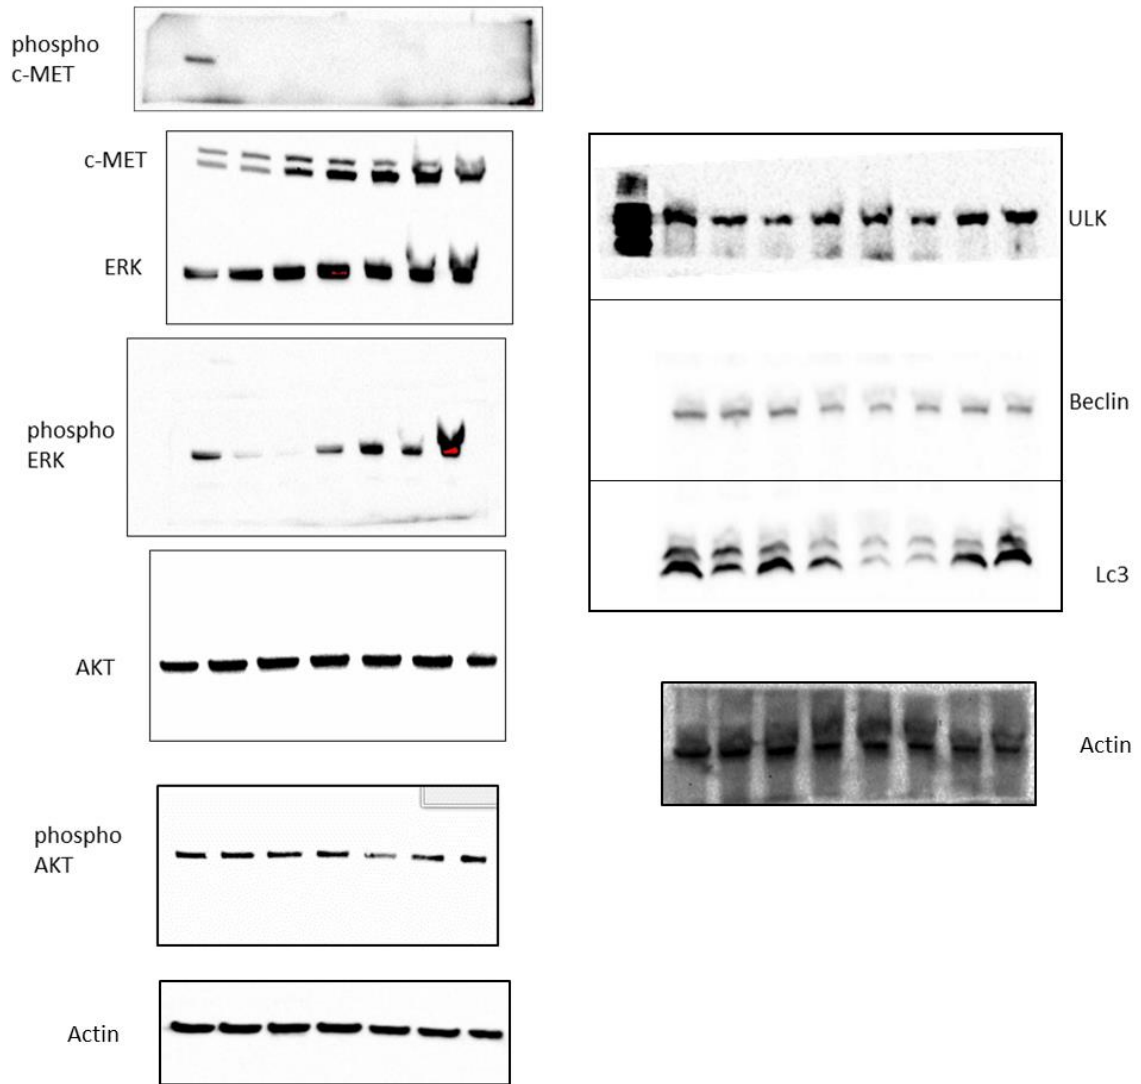 phospho
c-MET
c-MET
ERK
phospho
ERK
AKT
phospho
AKT
Actin
ULK
Beclin
Lc3
Actin